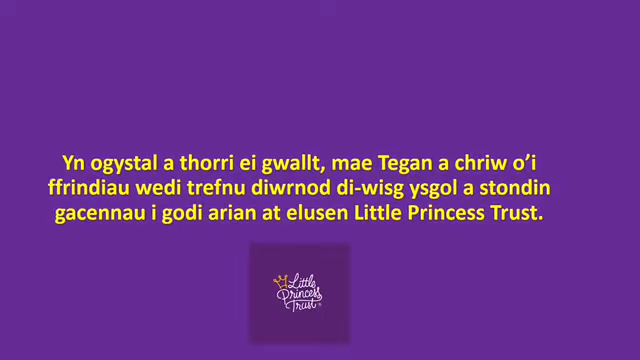 Yn ogystal a thorri ei gwallt, mae Tegan a chriw o’i
ffrindiau wedi trefnu diwrnod di-wisg ysgol a stondin
gacennau i godi arian at elusen Little Princess Trust.
Little
Princess
Trust